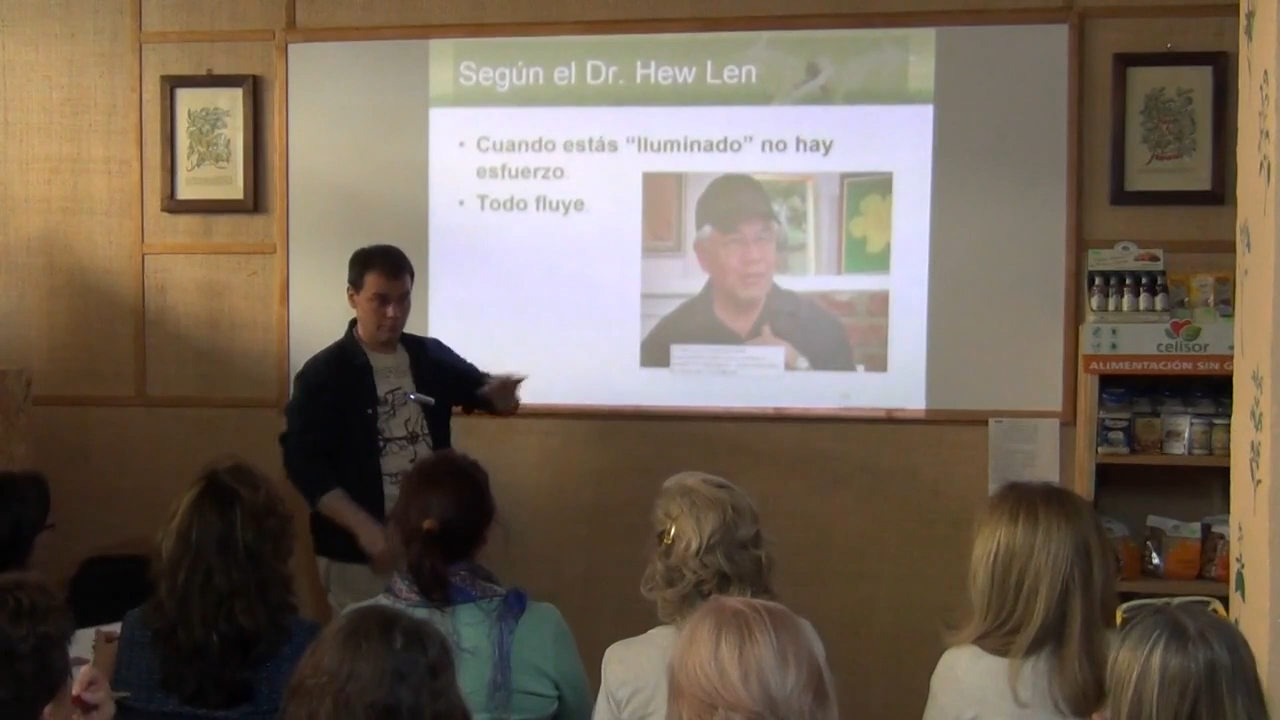 Según el Dr. Hew Len
• Cuando estás “Iluminado” no hay
esfuerzo.
• Todo fluye.
celisor
ALIMENTACIÓN SIN G